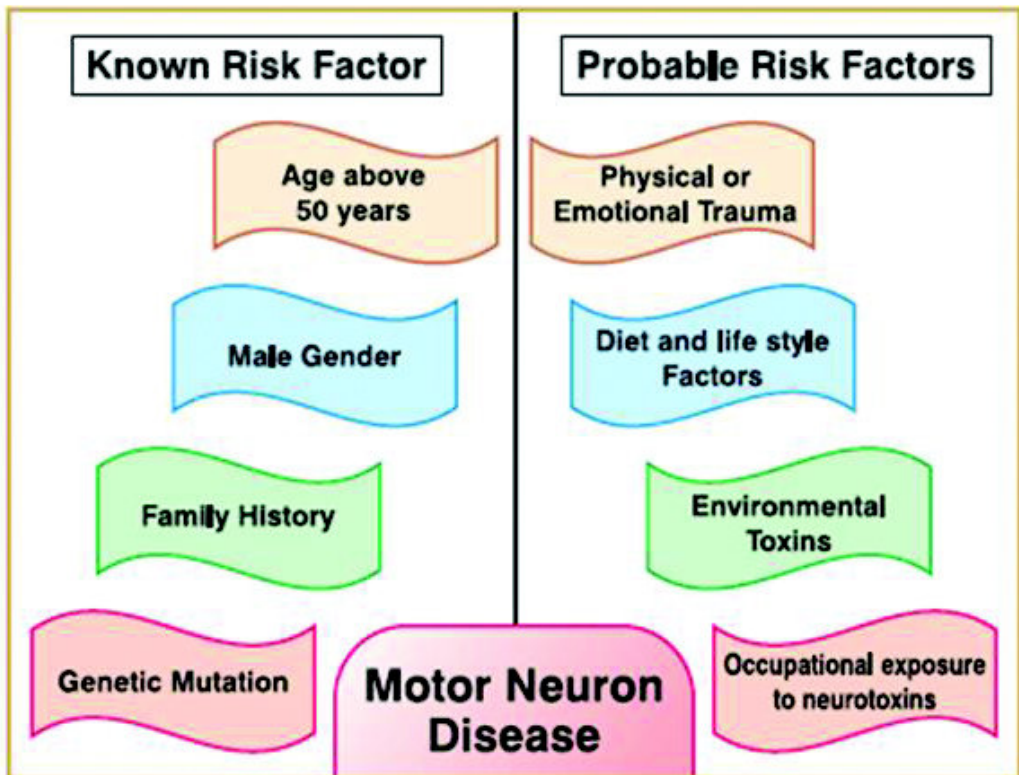 Known Risk Factor
Age above
50 years
Male Gender
Family History
Genetic Mutation
Probable Risk Factors
Physical or
Emotional Trauma
Diet and life style
Factors
Environmental
Toxins
Occupational exposure
to neurotoxins
Motor Neuron
Disease